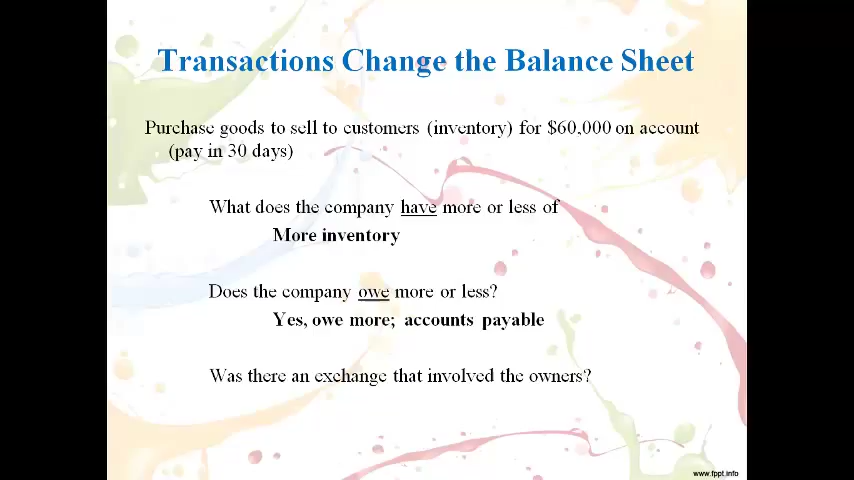 Transactions Change the Balance Sheet
Purchase goods to sell to customers (inventory) for $60,000 on account
(pay in 30 days)
What does the company have more or less of
More inventory
Does the company owe more or less?
Yes, owe more; accounts payable
Was there an exchange that involved the owners?
www.fppt.info